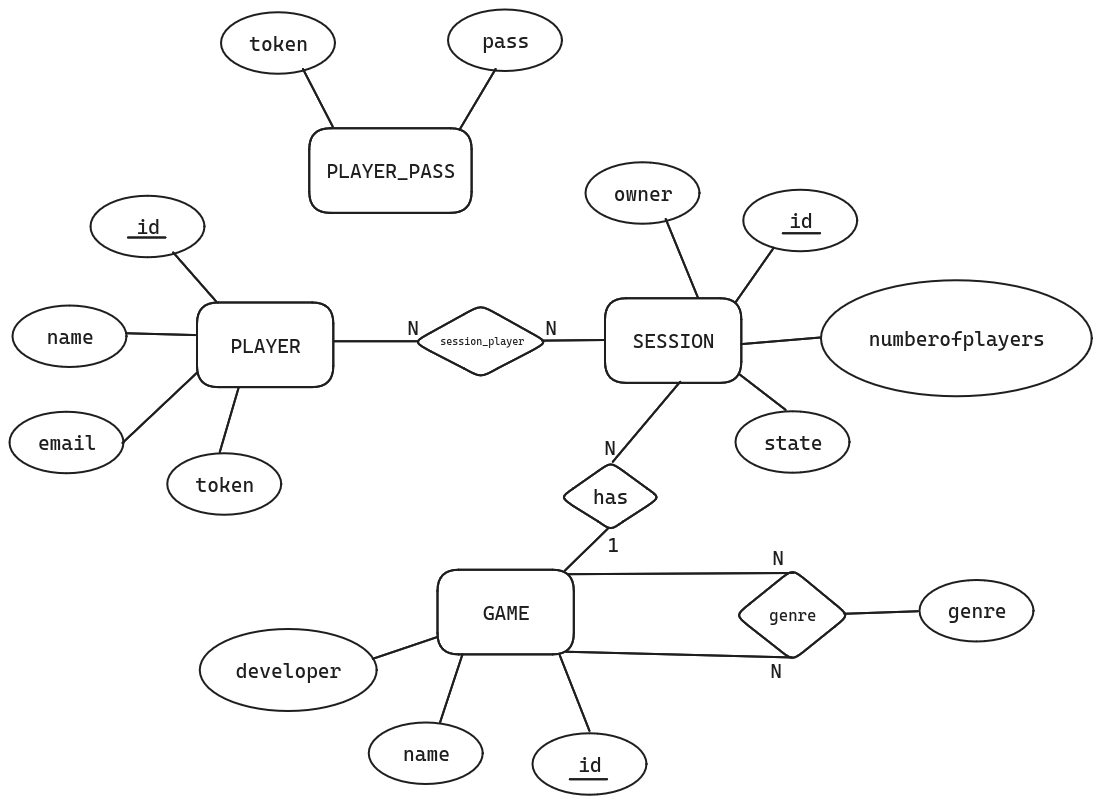 token
pass
PLAYER_PASS
owner
id
id
name
PLAYER
N
session_player
N
SESSION
numberofplayers
email
token
state
N
has
1
N
GAME
genre
genre
developer
N
name
id